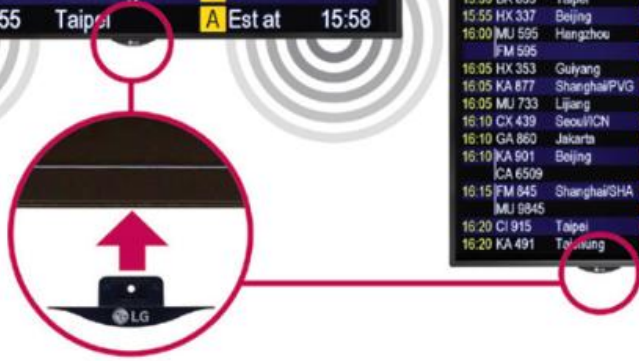 55 Taipei A Est at 15:58
15:55 HX 337 Beijing
16:00 MU 595 Hangzhou
FM 595
16:05 HX 353 Guiyang
16:05 KA 877 Shanghai/PVG
16:05 MU 733 Lijiang
16:10 CX 439 Seoul/ICN
16:10 GA 860 Jakarta
16:10 KA 901 Beijing
CA 6509
16:15 FM 845 Shanghai/SHA
MU 9845
16:20 CI 915 Taipei
16:20 KA 491 Taichung
LG